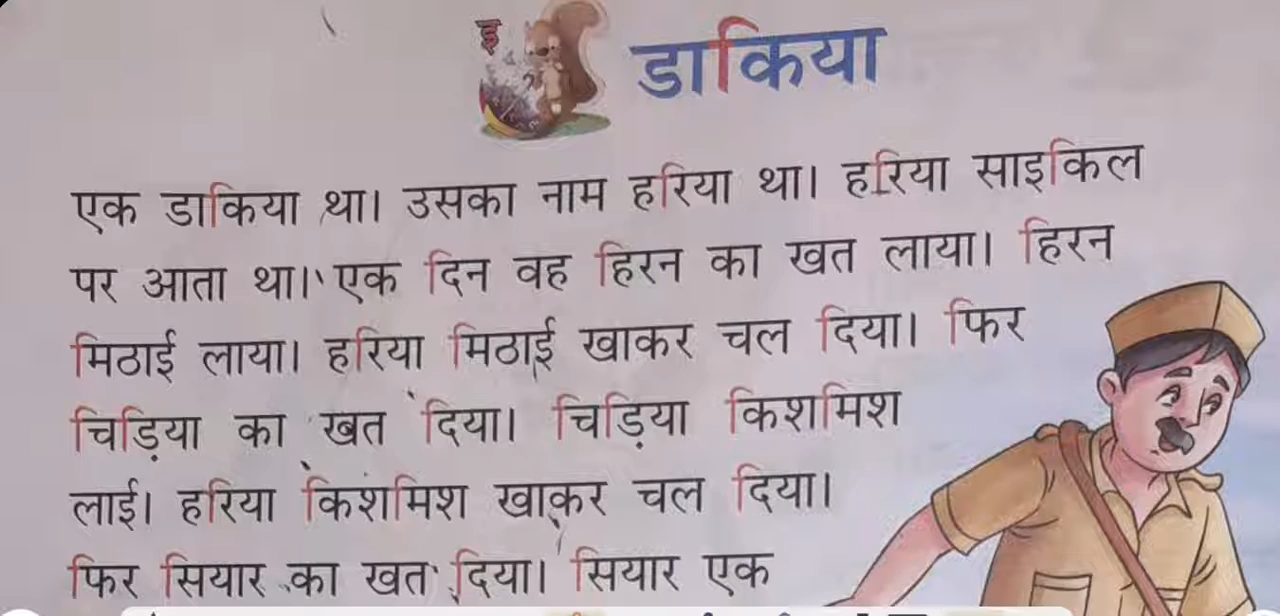 इ
डाकिया
एक डाकिया था। उसका नाम हरिया था। हरिया साइकिल
पर आता था। एक दिन वह हिरन का खत लाया। हिरन
मिठाई लाया। हरिया मिठाई खाकर चल दिया। फिर
चिड़िया का खत दिया। चिड़िया किशमिश
लाई। हरिया किशमिश खाकर चल दिया।
फिर सियार का खत दिया। सियार एक